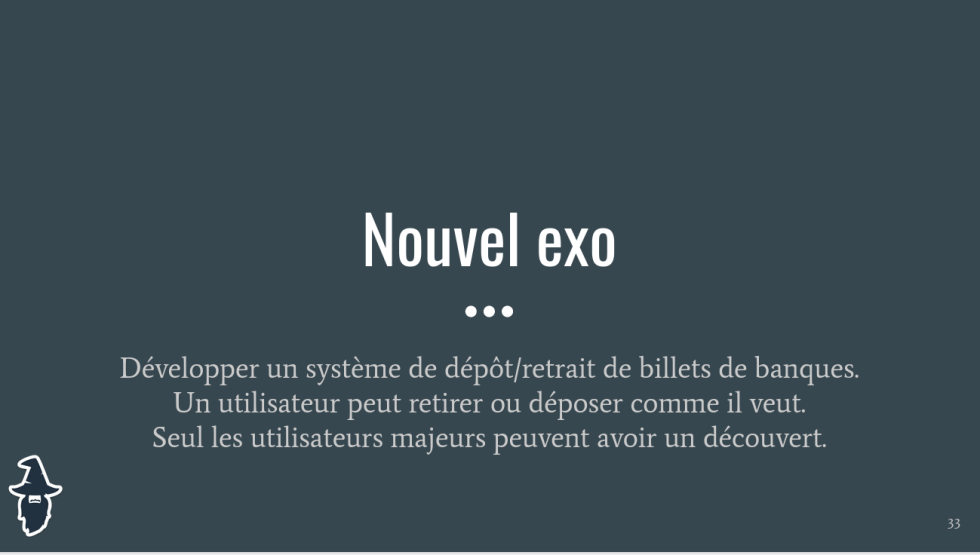 Nouvel exo
Développer un système de dépôt/retrait de billets de banques.
Un utilisateur peut retirer ou déposer comme il veut.
Seul les utilisateurs majeurs peuvent avoir un découvert.
33